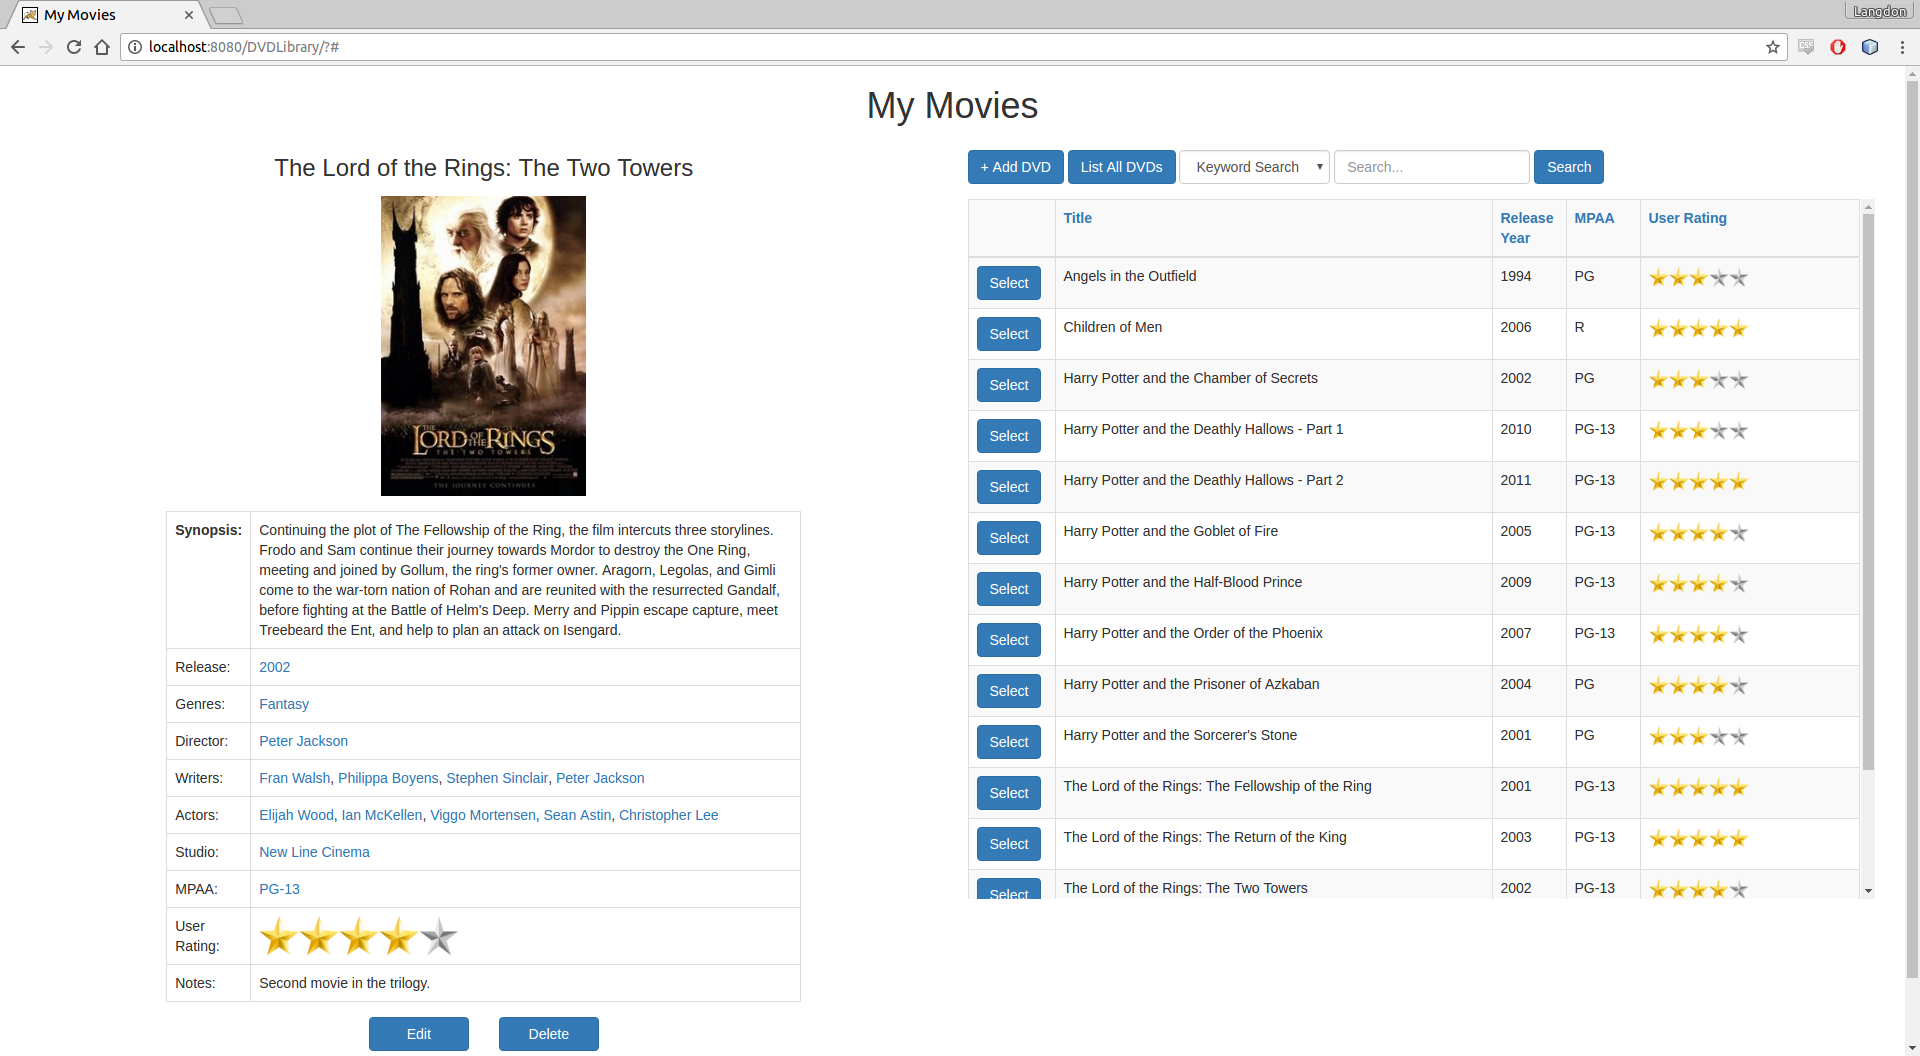 My Movies
Langdon
localhost:8080/DVDLibrary/?#
My Movies
The Lord of the Rings: The Two Towers
THE
LORD OF THE RINGS
THE TWO TOWERS
THE JOURNEY CONTINUES
Synopsis: Continuing the plot of The Fellowship of the Ring, the film intercuts three storylines.
Frodo and Sam continue their journey towards Mordor to destroy the One Ring,
meeting and joined by Gollum, the ring's former owner. Aragorn, Legolas, and Gimli
come to the war-torn nation of Rohan and are reunited with the resurrected Gandalf,
before fighting at the Battle of Helm's Deep. Merry and Pippin escape capture, meet
Treebeard the Ent, and help to plan an attack on Isengard.
Release: 2002
Genres: Fantasy
Director: Peter Jackson
Writers: Fran Walsh, Philippa Boyens, Stephen Sinclair, Peter Jackson
Actors: Elijah Wood, Ian McKellen, Viggo Mortensen, Sean Astin, Christopher Lee
Studio: New Line Cinema
MPAA: PG-13
User
Rating:
Notes: Second movie in the trilogy.
Edit Delete
+ Add DVD List All DVDs Keyword Search Search... Search
Title Release MPAA User Rating
Year
Select Angels in the Outfield 1994 PG
Select Children of Men 2006 R
Select Harry Potter and the Chamber of Secrets 2002 PG
Select Harry Potter and the Deathly Hallows - Part 1 2010 PG-13
Select Harry Potter and the Deathly Hallows - Part 2 2011 PG-13
Select Harry Potter and the Goblet of Fire 2005 PG-13
Select Harry Potter and the Half-Blood Prince 2009 PG-13
Select Harry Potter and the Order of the Phoenix 2007 PG-13
Select Harry Potter and the Prisoner of Azkaban 2004 PG
Select Harry Potter and the Sorcerer's Stone 2001 PG
Select The Lord of the Rings: The Fellowship of the Ring 2001 PG-13
Select The Lord of the Rings: The Return of the King 2003 PG-13
Select The Lord of the Rings: The Two Towers 2002 PG-13